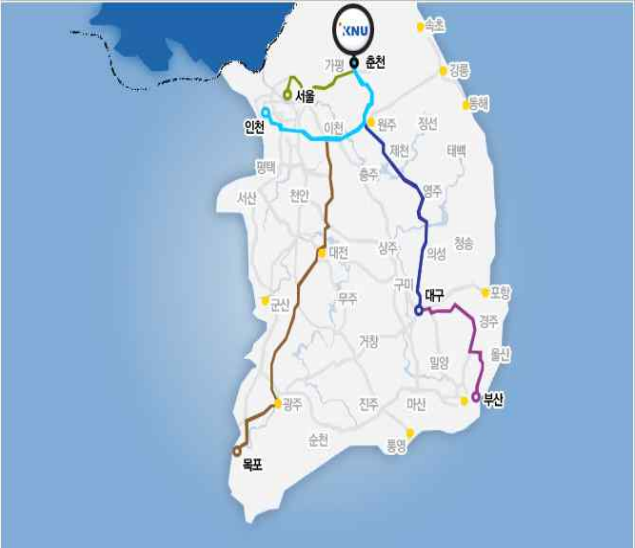 속초
KNU
가평
춘천
강릉
서울
동해
인천
이천
원주
정선
제천
태백
평택
충주
영주
서산
천안
상주
청송
대전
의성
구미
대구
포항
군산
무주
경주
거창
울산
밀양
광주
진주
마산
부산
순천
통영
목포